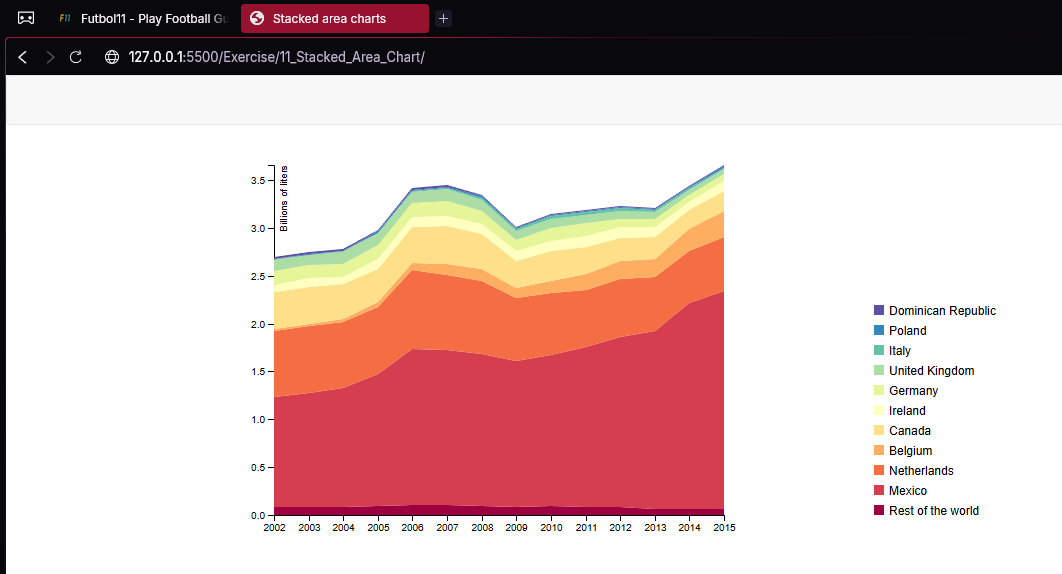 F11 Futbol11 - Play Football Gu
Stacked area charts
127.0.0.1:5500/Exercise/11_Stacked_Area_Chart/
Billions of liters
3.5
3.0
2.5
2.0
1.5
1.0
0.5
0.0
2002 2003 2004 2005 2006 2007 2008 2009 2010 2011 2012 2013 2014 2015
Dominican Republic
Poland
Italy
United Kingdom
Germany
Ireland
Canada
Belgium
Netherlands
Mexico
Rest of the world